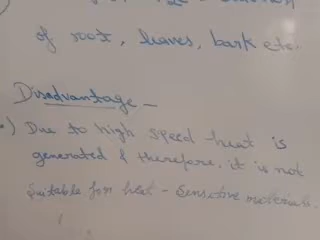 of root, leaves, bark etc.
Disadvantage -
•) Due to high speed heat is
generated & therefore, it is not
suitable for heat - sensitive materials.